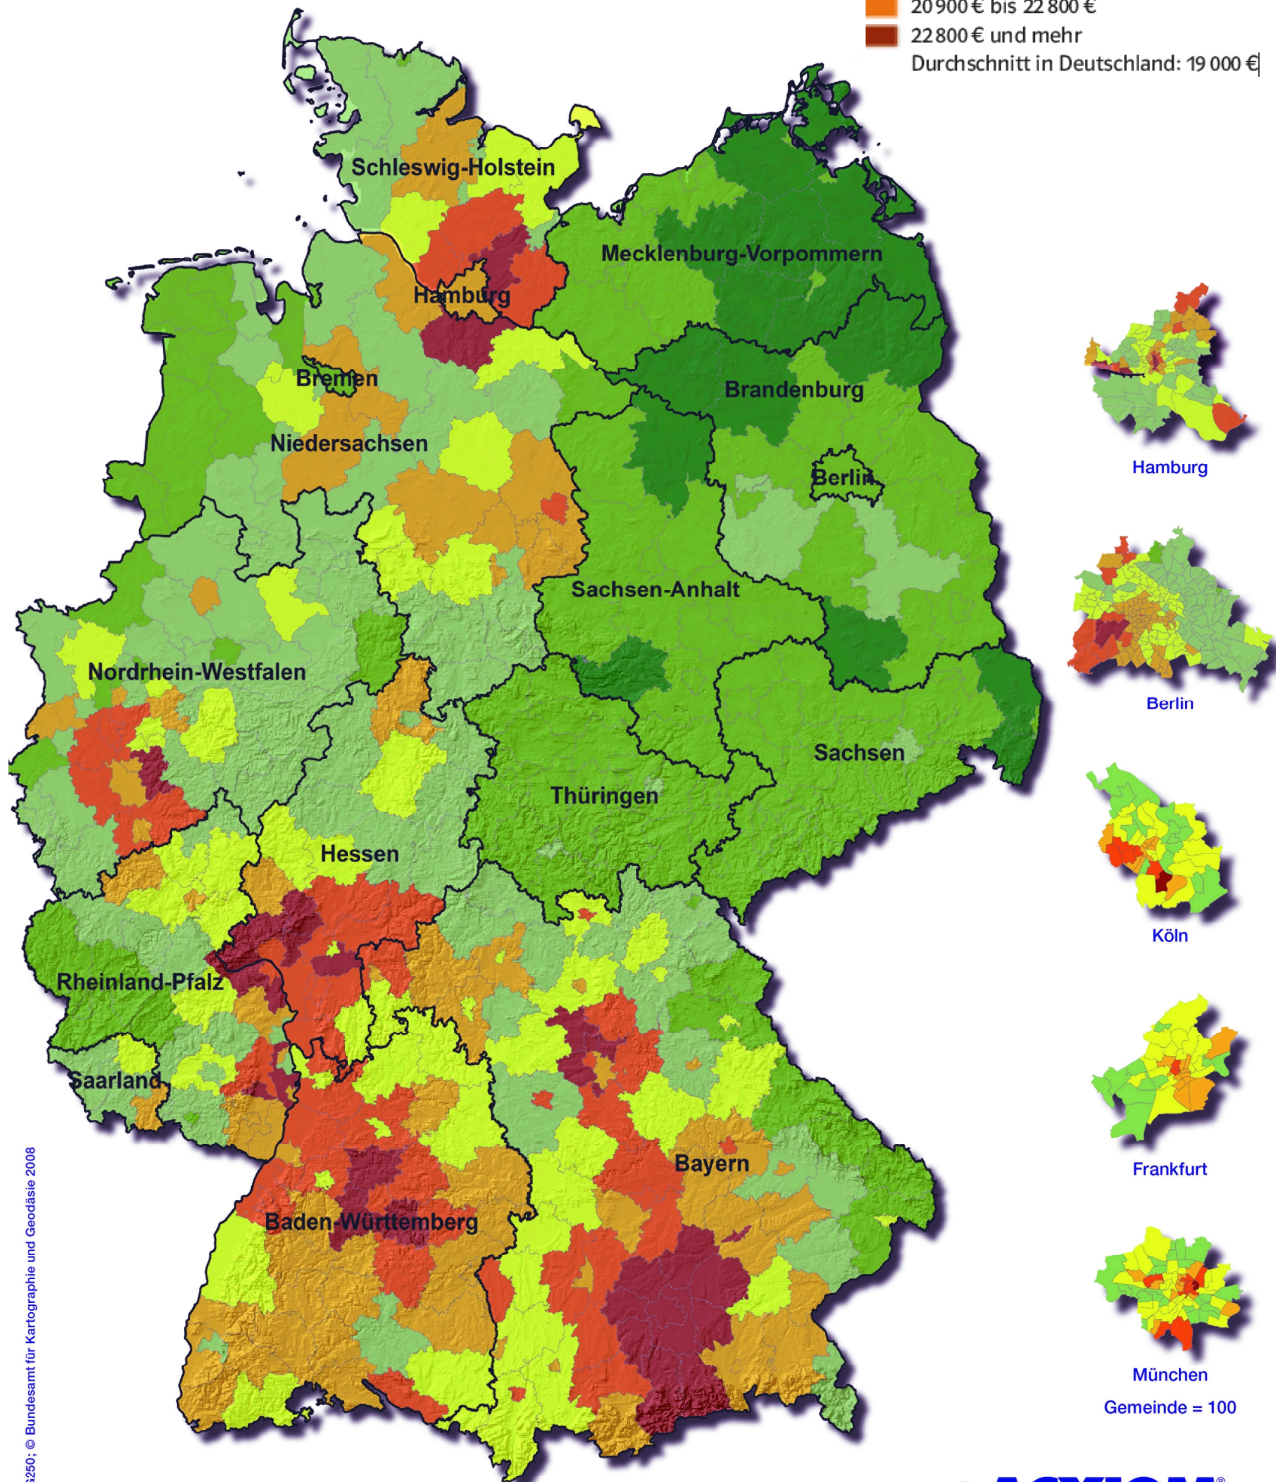 20 900 € bis 22 800 €
22 800 € und mehr
Durchschnitt in Deutschland: 19 000 €
Schleswig-Holstein
Mecklenburg-Vorpommern
Hamburg
Bremen
Brandenburg
Niedersachsen
Berlin
Hamburg
Sachsen-Anhalt
Nordrhein-Westfalen
Berlin
Sachsen
Thüringen
Hessen
Köln
Rheinland-Pfalz
Saarland
Bayern
Frankfurt
Baden-Württemberg
München
Gemeinde = 100
G250; © Bundesamt für Kartographie und Geodäsie 2008